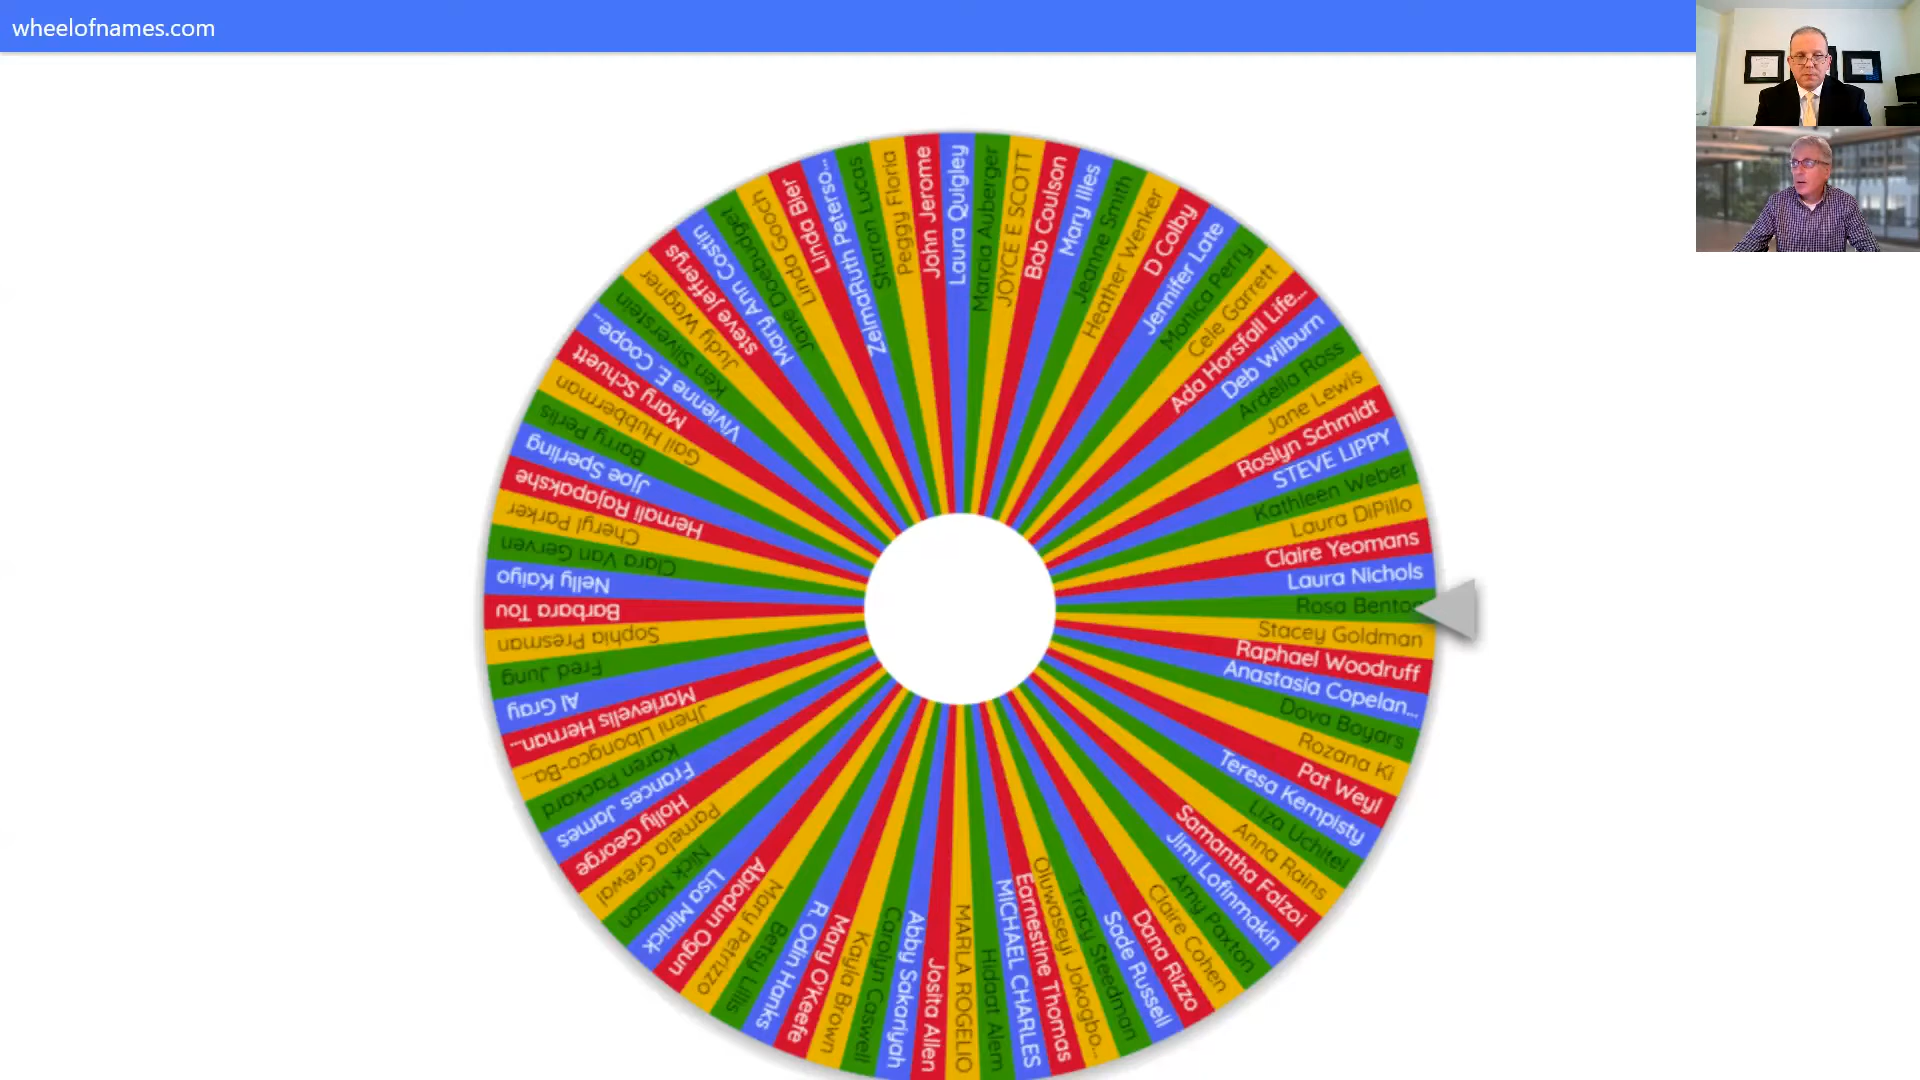 wheelofnames.com
Laura Quigley
Marcia Auberger
JOYCE E SCOTT
Bob Coulson
Mary Illes
Jeanne Smith
Heather Wenker
D Colby
Jennifer Late
Monica Perry
Cele Garrett
Ada Horsfall Life...
Deb Wilburn
Ardella Ross
Jane Lewis
Roslyn Schmidt
STEVE LIPPY
Kathleen Weber
Laura DiPillo
Claire Yeomans
Laura Nichols
Rosa Benton
Stacey Goldman
Raphael Woodruff
Anastasia Copelan...
Dova Boyars
Rozana Ki
Pat Weyl
Teresa Kempisty
Liza Uchitel
Anna Rains
Samantha Faizol
Jimi Lofinmakin
Amy Paxton
Claire Cohen
Dana Rizzo
Sade Russell
Tracy Steedman
Oluwaseyi Jokogbo...
Earnestine Thomas
MICHAEL CHARLES
Hidaat Alem
MARLA ROGELIO
Josita Allen
Abby Sakariyah
Carolyn Caswell
Kayla Brown
Mary O'Keefe
R. Odin Hanks
Betsy Lillis
Mary Petrizzo
Abiodun Ogun
Lisa Minick
Nick Mason
Pamela Grewal
Holly George
Frances James
Karen Packard
Jheni Libongco-Ba...
Marievells Hernan...
Al Gray
Fred Jung
Sophia Presman
Barbara Tou
Nelly Kaiyo
Clara Van Gerven
Cheryl Parker
Hemali Rajapakshe
Jjoe Sperling
Barry Perlis
Gail Hubberman
Mary Schuett
Vivienne E. Coope...
Ken Silverstein
Judy Wagner
steve jefferys
Mary Ann Costin
Jane Doebudget
Linda Gooch
Linda Bier
ZelmaRuth Peterso...
Sharon Lucas
Peggy Floria
John Jerome